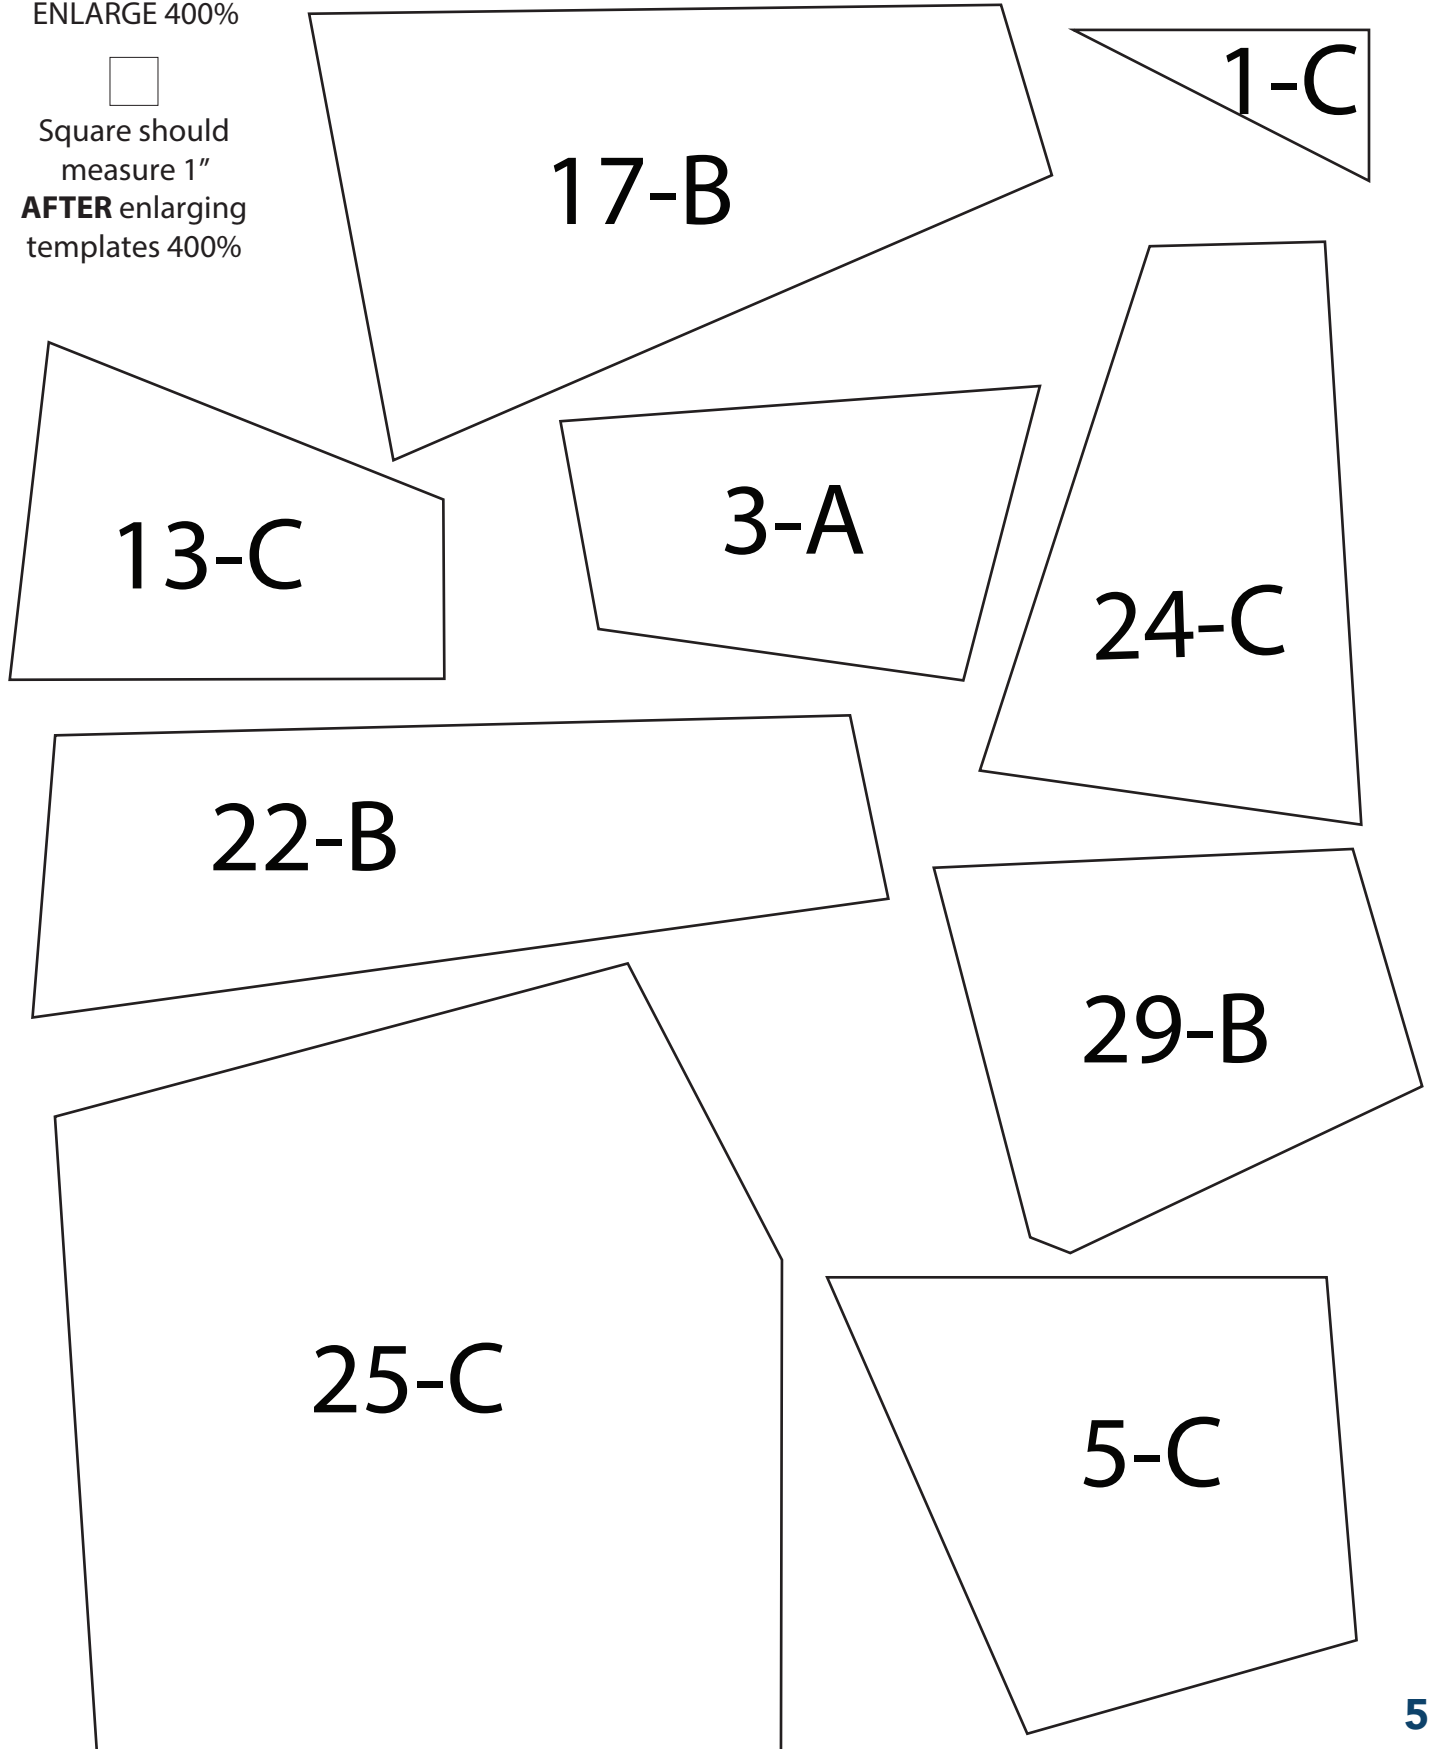 ENLARGE 400%
Square should
measure 1”
AFTER enlarging
templates 400%
17-B
1-C
13-C
3-A
24-C
22-B
29-B
25-C
5-C
5